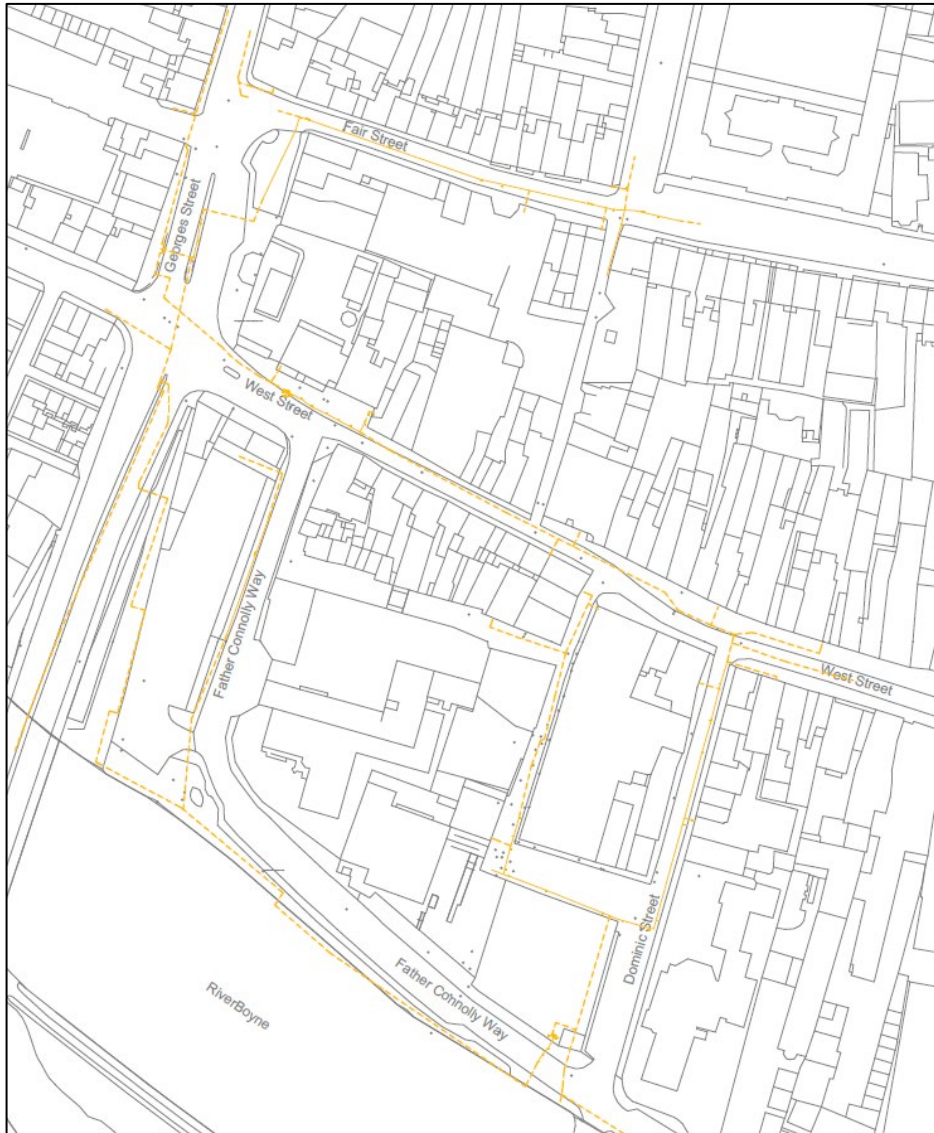 Fair Street
Georges Street
West Street
Father Connolly Way
West Street
Dominic Street
Father Connolly Way
RiverBoyne